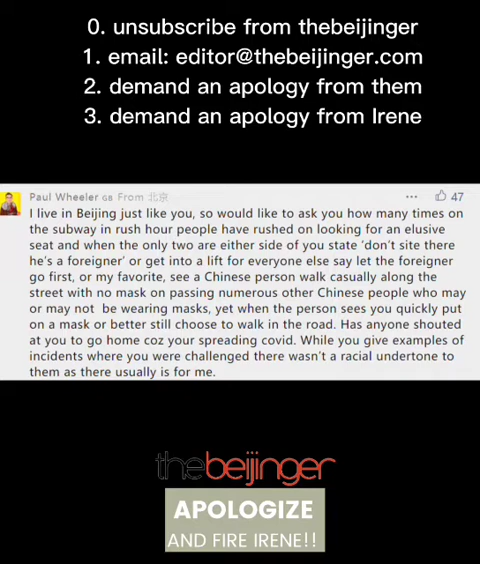 0. unsubscribe from thebeijinger
1. email: editor@thebeijinger.com
2. demand an apology from them
3. demand an apology from Irene
Paul Wheeler GB From 北京 ··· 47
I live in Beijing just like you, so would like to ask you how many times on
the subway in rush hour people have rushed on looking for an elusive
seat and when the only two are either side of you state ‘don’t site there
he’s a foreigner’ or get into a lift for everyone else say let the foreigner
go first, or my favorite, see a Chinese person walk casually along the
street with no mask on passing numerous other Chinese people who may
or may not be wearing masks, yet when the person sees you quickly put
on a mask or better still choose to walk in the road. Has anyone shouted
at you to go home coz your spreading covid. While you give examples of
incidents where you were challenged there wasn’t a racial undertone to
them as there usually is for me.
thebeijinger
APOLOGIZE
AND FIRE IRENE!!